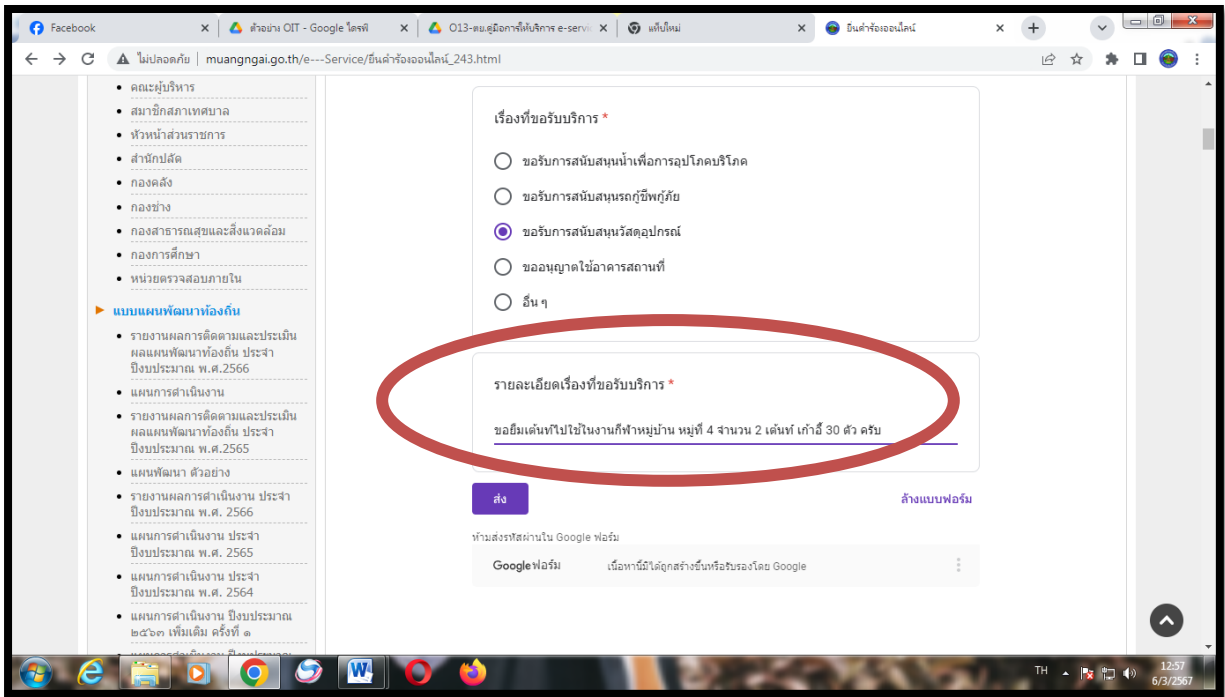 Facebook
ตัวอย่าง OIT - Google ไดรฟ์
O13-ตย.คู่มือการให้บริการ e-servic
แท็บใหม่
ยื่นคำร้องออนไลน์
ไม่ปลอดภัย | muangngai.go.th/e---Service/ยื่นคำร้องออนไลน์_243.html
คณะผู้บริหาร
สมาชิกสภาเทศบาล
หัวหน้าส่วนราชการ
สำนักปลัด
กองคลัง
กองช่าง
กองสาธารณสุขและสิ่งแวดล้อม
กองการศึกษา
หน่วยตรวจสอบภายใน
แบบแผนพัฒนาท้องถิ่น
รายงานผลการติดตามและประเมิน
ผลแผนพัฒนาท้องถิ่น ประจำ
ปีงบประมาณ พ.ศ.2566
แผนการดำเนินงาน
รายงานผลการติดตามและประเมิน
ผลแผนพัฒนาท้องถิ่น ประจำ
ปีงบประมาณ พ.ศ.2565
แผนพัฒนา ตัวอย่าง
รายงานผลการดำเนินงาน ประจำ
ปีงบประมาณ พ.ศ. 2566
แผนการดำเนินงาน ประจำ
ปีงบประมาณ พ.ศ. 2565
แผนการดำเนินงาน ประจำ
ปีงบประมาณ พ.ศ. 2564
แผนการดำเนินงาน ปีงบประมาณ
๒๕๖๓ เพิ่มเติม ครั้งที่ ๑
แผนการดำเนินงาน ปีงบประมาณ
เรื่องที่ขอรับบริการ *
ขอรับการสนับสนุนน้ำเพื่อการอุปโภคบริโภค
ขอรับการสนับสนุนรถกู้ชีพกู้ภัย
ขอรับการสนับสนุนวัสดุอุปกรณ์
ขออนุญาตใช้อาคารสถานที่
อื่น ๆ
รายละเอียดเรื่องที่ขอรับบริการ *
ขอยืมเต้นท์ไปใช้ในงานกีฬาหมู่บ้าน หมู่ที่ 4 จำนวน 2 เต้นท์ เก้าอี้ 30 ตัว ครับ
ส่ง
ล้างแบบฟอร์ม
ห้ามส่งรหัสผ่านใน Google ฟอร์ม
Google ฟอร์ม
เนื้อหานี้มิได้ถูกสร้างขึ้นหรือรับรองโดย Google
TH
12:57
6/3/2567